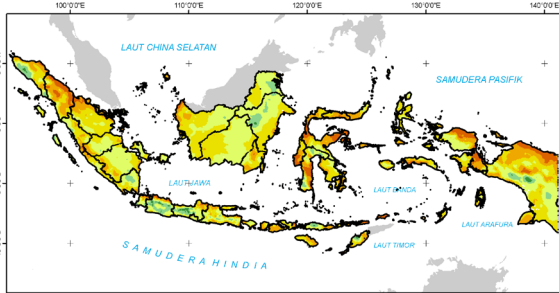 100°0'0"E 110°0'0"E 120°0'0"E 130°0'0"E 140°0'0"E
LAUT CHINA SELATAN
SAMUDERA PASIFIK
LAUT JAWA
LAUT BANDA
LAUT ARAFURA
LAUT TIMOR
SAMUDERA HINDIA